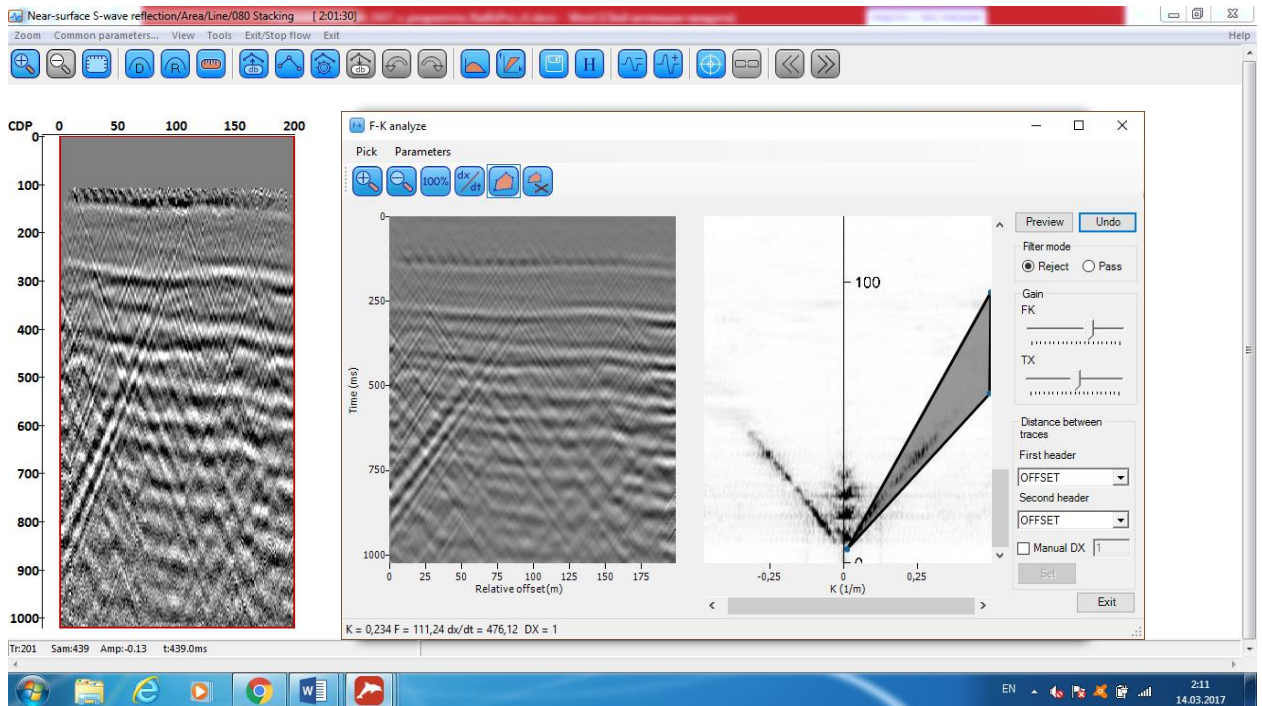 Near-surface S-wave reflection/Area/Line/080 Stacking [ 2:01:30]
Zoom Common parameters... View Tools Exit/Stop flow Exit Help
D R db db k H
CDP 0 50 100 150 200
0
100
200
300
400
500
600
700
800
900
1000
F-K analyze
Pick Parameters
100% dx/dt
Time (ms)
0
250
500
750
1000
0 25 50 75 100 125 150 175
Relative offset(m)
100
0
-0,25 0 0,25
K (1/m)
Preview Undo
Filter mode
Reject Pass
Gain
FK
TX
Distance between
traces
First header
OFFSET
Second header
OFFSET
Manual DX 1
Set
Exit
K = 0,234 F = 111,24 dx/dt = 476,12 DX = 1
Tr:201 Sam:439 Amp:-0.13 t:439.0ms
EN 2:11
14.03.2017